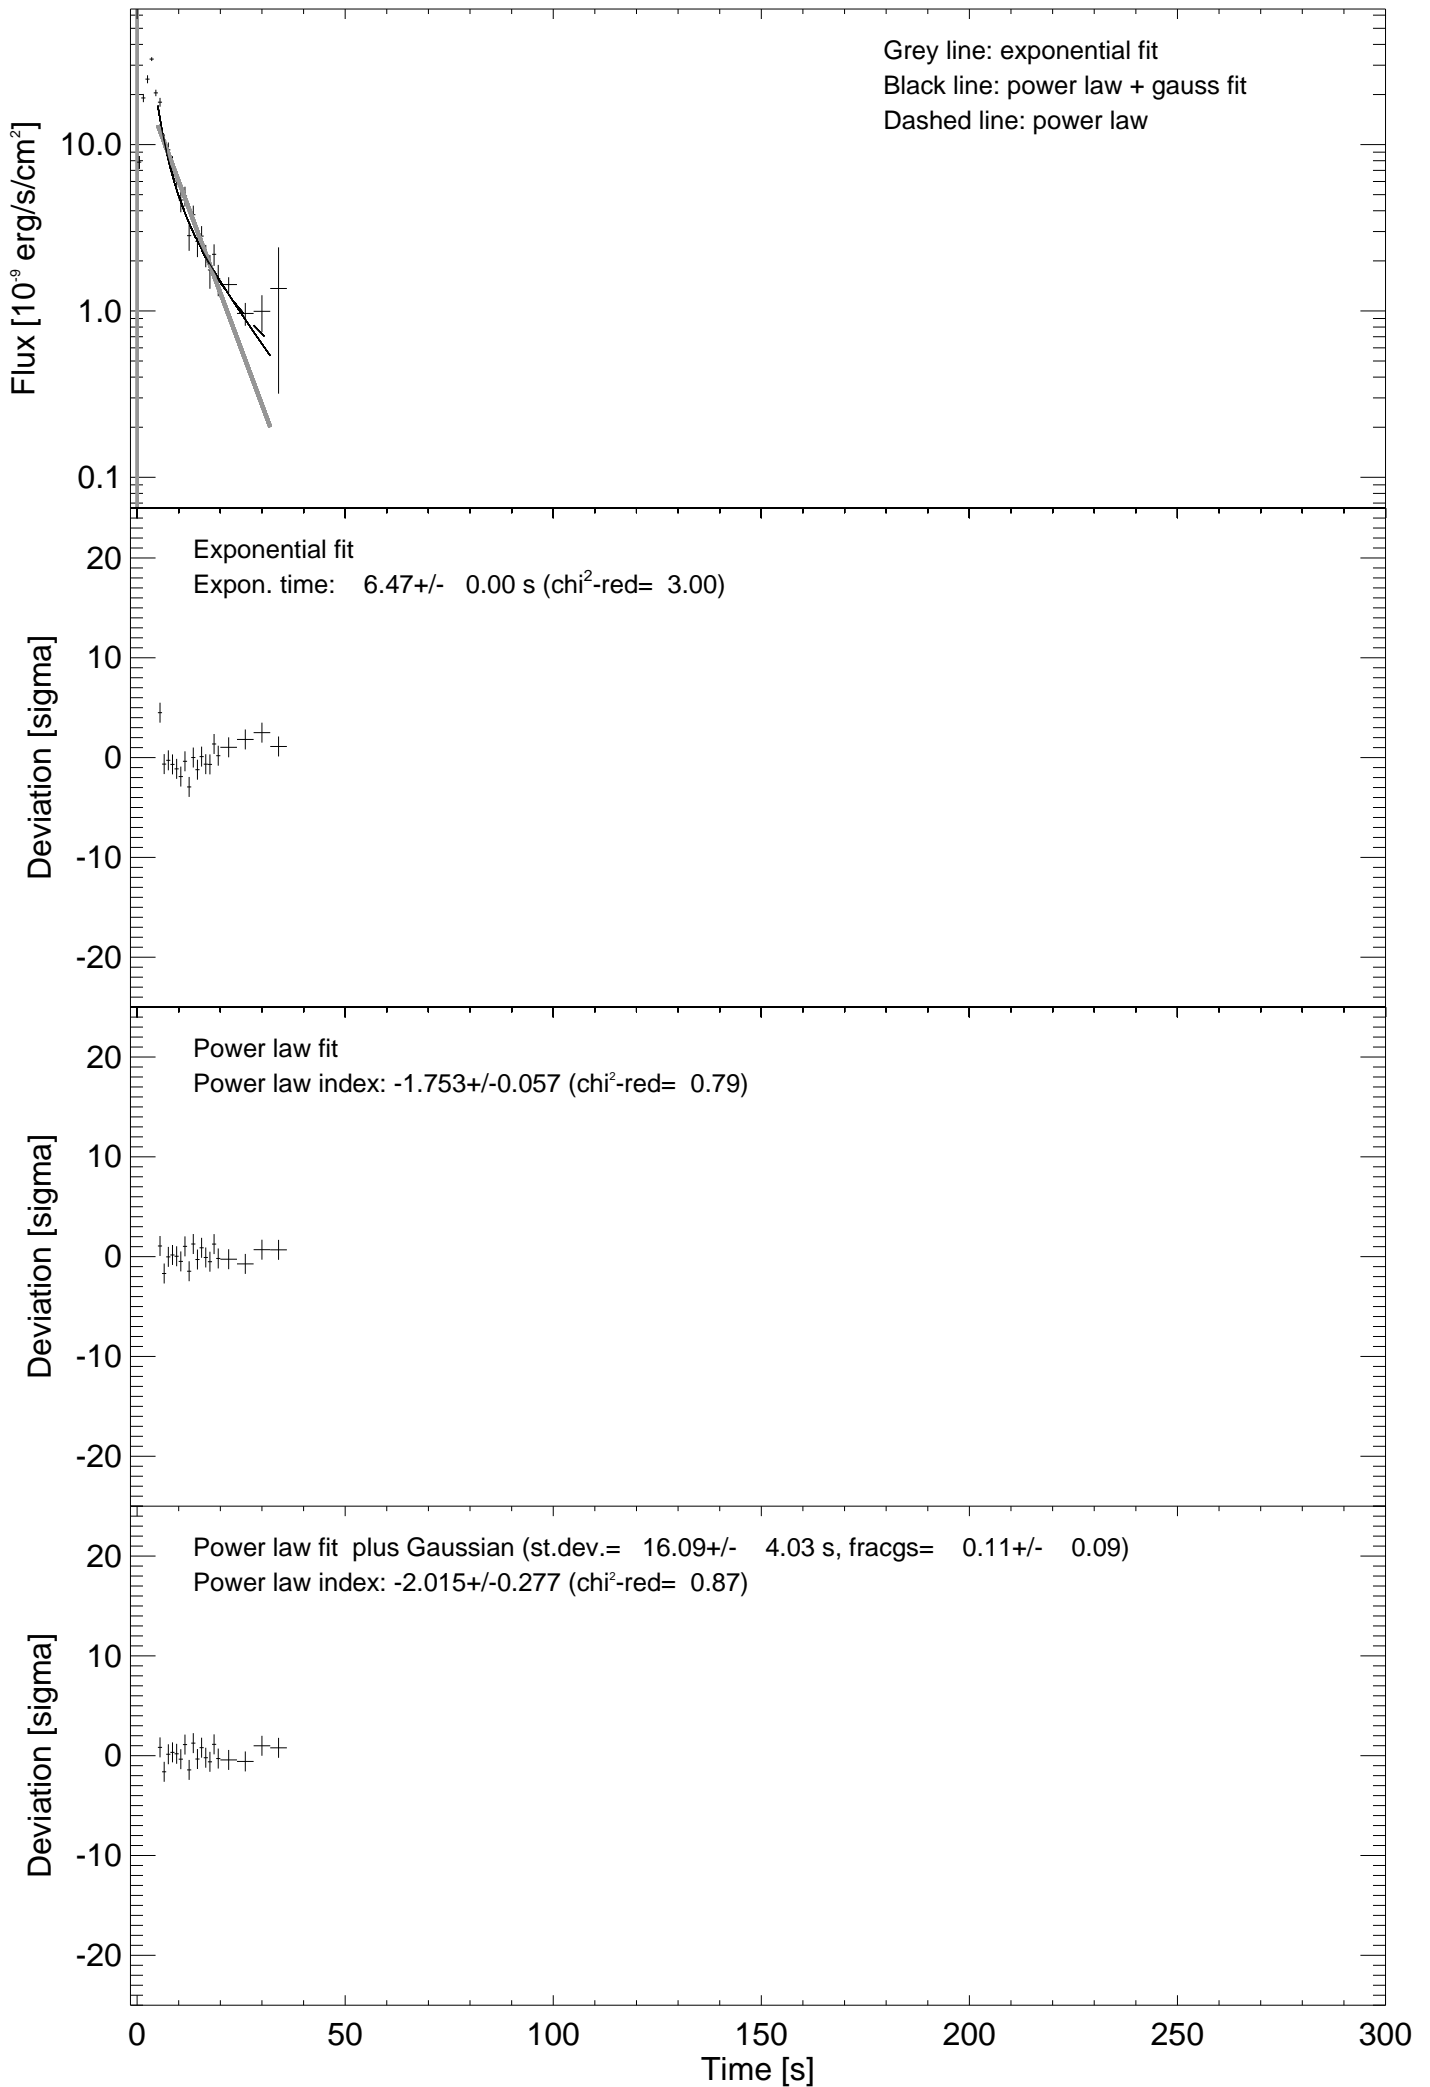 Grey line: exponential fit
Black line: power law + gauss fit
Dashed line: power law
Flux [10⁻⁹ erg/s/cm²]
10.0
1.0
0.1
Exponential fit
Expon. time: 6.47+/- 0.00 s (chi²-red= 3.00)
Deviation [sigma]
20
10
0
-10
-20
Power law fit
Power law index: -1.753+/-0.057 (chi²-red= 0.79)
Deviation [sigma]
20
10
0
-10
-20
Power law fit plus Gaussian (st.dev.= 16.09+/- 4.03 s, fracgs= 0.11+/- 0.09)
Power law index: -2.015+/-0.277 (chi²-red= 0.87)
Deviation [sigma]
20
10
0
-10
-20
0 50 100 150 200 250 300
Time [s]